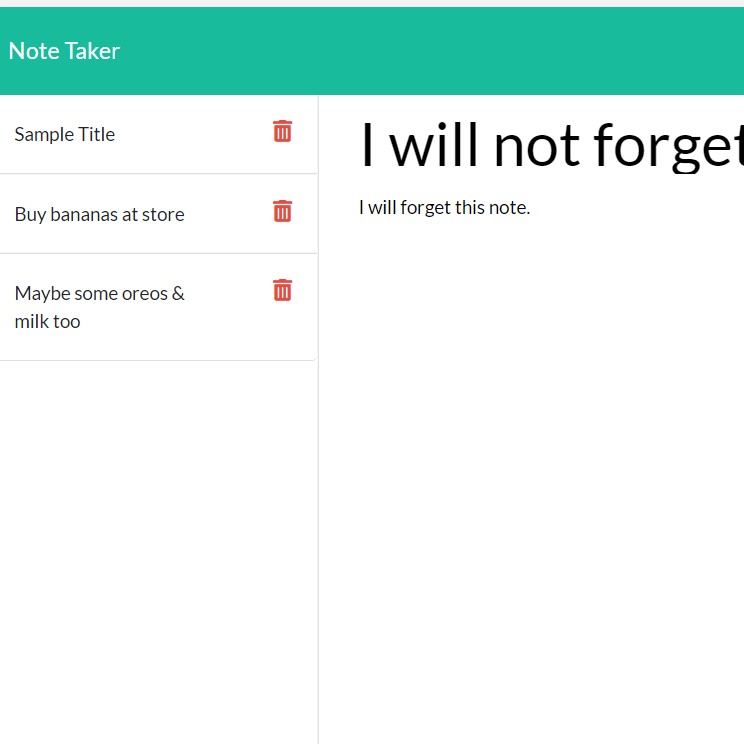 Note Taker
Sample Title
Buy bananas at store
Maybe some oreos &
milk too
I will not forget
I will forget this note.